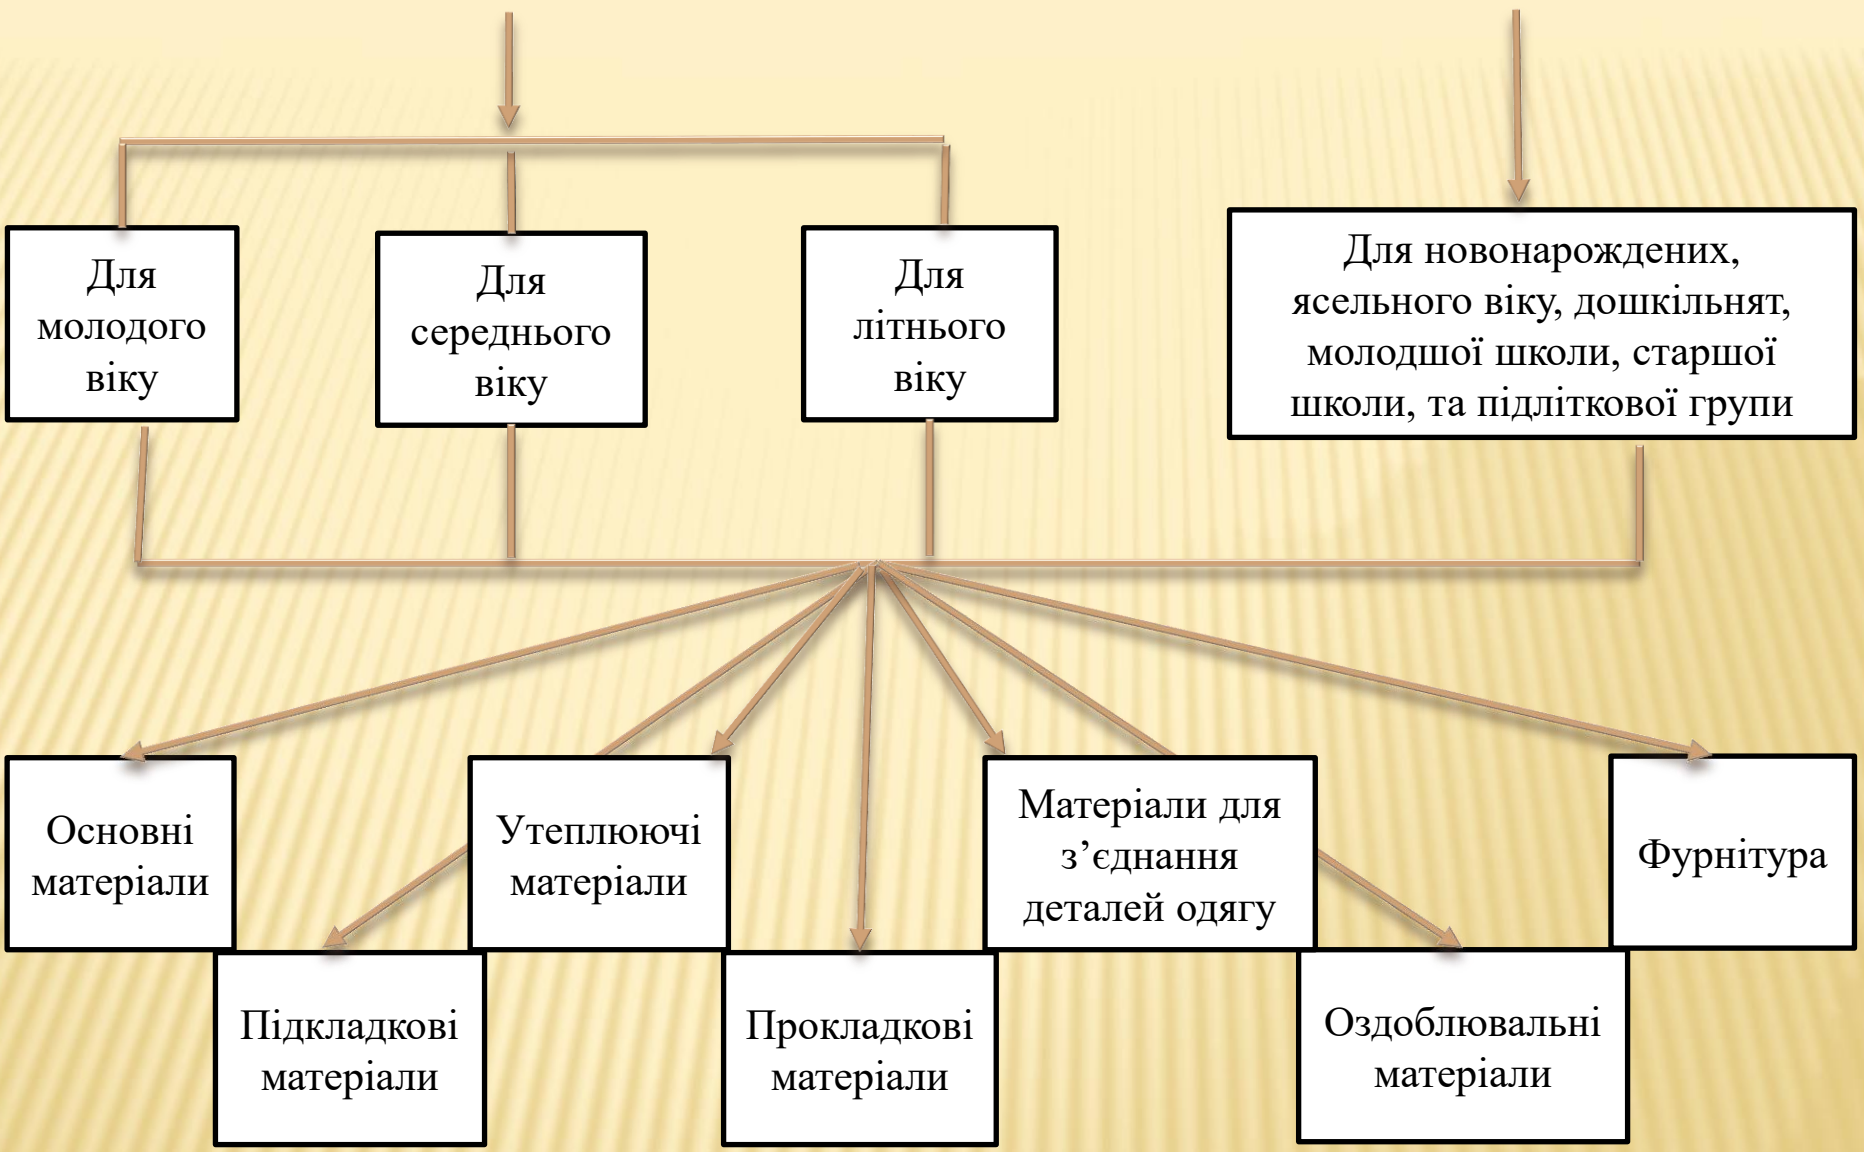 Для
молодого
віку
Для
середнього
віку
Для
літнього
віку
Для новонарождених,
ясельного віку, дошкільнят,
молодшої школи, старшої
школи, та підліткової групи
Основні
матеріали
Утеплюючі
матеріали
Матеріали для
з’єднання
деталей одягу
Фурнітура
Підкладкові
матеріали
Прокладкові
матеріали
Оздоблювальні
матеріали